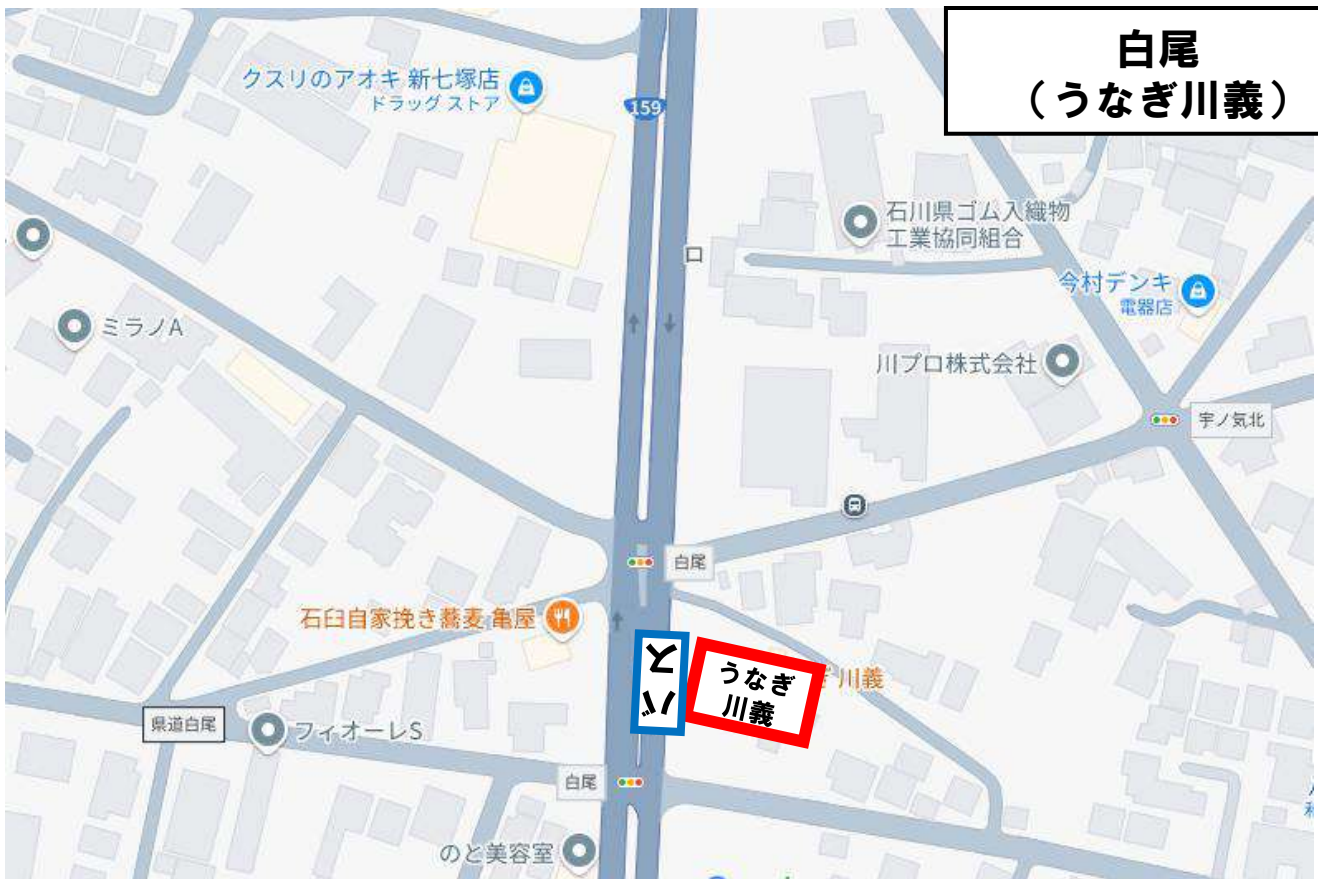 白尾
（うなぎ川義）
クスリのアオキ 新七塚店
ドラッグ ストア
159
石川県ゴム入織物
工業協同組合
今村デンキ
電器店
ミラノA
川プロ株式会社
宇ノ気北
白尾
石臼自家挽き蕎麦 亀屋
バス
うなぎ
川義
川義
県道白尾
フィオーレS
白尾
のと美容室